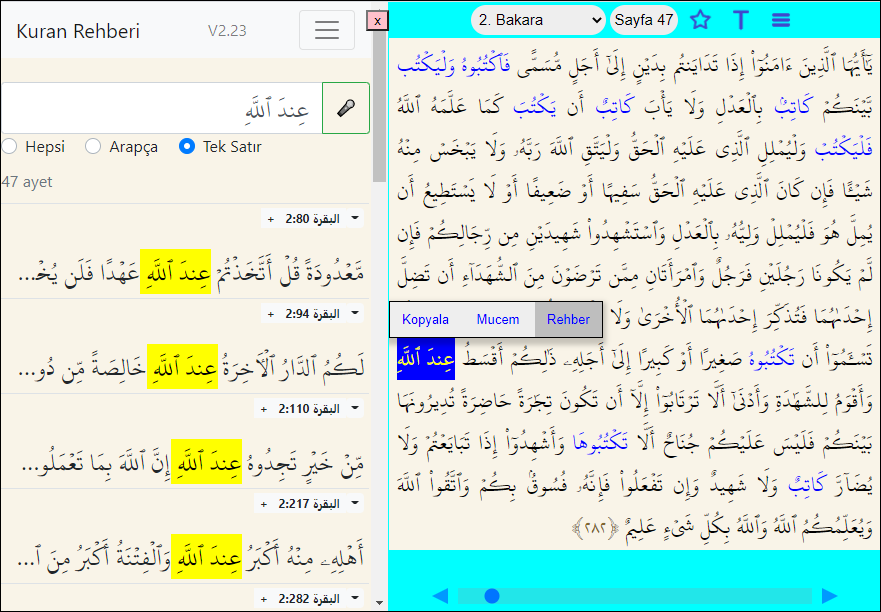 Kuran Rehberi
V2.23
x
عِندَ ٱللَّهِ
Hepsi
Arapça
Tek Satır
47 ayet
البقرة 2:80 +
مَّعْدُودَةً قُلْ أَتَّخَذْتُمْ عِندَ ٱللَّهِ عَهْدًا فَلَن يُخْ...
البقرة 2:94 +
لَكُمُ ٱلدَّارُ ٱلْـَٔاخِرَةُ عِندَ ٱللَّهِ خَالِصَةً مِّن دُو...
البقرة 2:110 +
مِّنْ خَيْرٍ تَجِدُوهُ عِندَ ٱللَّهِ إِنَّ ٱللَّهَ بِمَا تَعْمَلُو...
البقرة 2:217 +
أَهْلِهِۦ مِنْهُ أَكْبَرُ عِندَ ٱللَّهِ وَٱلْفِتْنَةُ أَكْبَرُ مِنَ ٱ...
البقرة 2:282 +
2. Bakara
Sayfa 47
T
يَٰٓأَيُّهَا ٱلَّذِينَ ءَامَنُوٓا۟ إِذَا تَدَايَنتُم بِدَيْنٍ إِلَىٰٓ أَجَلٍ مُّسَمًّى فَٱكْتُبُوهُ وَلْيَكْتُب
بَّيْنَكُمْ كَاتِبٌۢ بِٱلْعَدْلِ وَلَا يَأْبَ كَاتِبٌ أَن يَكْتُبَ كَمَا عَلَّمَهُ ٱللَّهُ
فَلْيَكْتُبْ وَلْيُمْلِلِ ٱلَّذِى عَلَيْهِ ٱلْحَقُّ وَلْيَتَّقِ ٱللَّهَ رَبَّهُۥ وَلَا يَبْخَسْ مِنْهُ
شَيْـًٔا فَإِن كَانَ ٱلَّذِى عَلَيْهِ ٱلْحَقُّ سَفِيهًا أَوْ ضَعِيفًا أَوْ لَا يَسْتَطِيعُ أَن
يُمِلَّ هُوَ فَلْيُمْلِلْ وَلِيُّهُۥ بِٱلْعَدْلِ وَٱسْتَشْهِدُوا۟ شَهِيدَيْنِ مِن رِّجَالِكُمْ فَإِن
لَّمْ يَكُونَا رَجُلَيْنِ فَرَجُلٌ وَٱمْرَأَتَانِ مِمَّن تَرْضَوْنَ مِنَ ٱلشُّهَدَآءِ أَن تَضِلَّ
إِحْدَىٰهُمَا فَتُذَكِّرَ إِحْدَىٰهُمَا ٱلْأُخْرَىٰ وَلَا
Kopyala Mucem Rehber
تَسْـَٔمُوٓا۟ أَن تَكْتُبُوهُ صَغِيرًا أَوْ كَبِيرًا إِلَىٰٓ أَجَلِهِۦ ذَٰلِكُمْ أَقْسَطُ عِندَ ٱللَّهِ
وَأَقْوَمُ لِلشَّهَٰدَةِ وَأَدْنَىٰٓ أَلَّا تَرْتَابُوٓا۟ إِلَّآ أَن تَكُونَ تِجَٰرَةً حَاضِرَةً تُدِيرُونَهَا
بَيْنَكُمْ فَلَيْسَ عَلَيْكُمْ جُنَاحٌ أَلَّا تَكْتُبُوهَا وَأَشْهِدُوٓا۟ إِذَا تَبَايَعْتُمْ وَلَا
يُضَآرَّ كَاتِبٌ وَلَا شَهِيدٌ وَإِن تَفْعَلُوا۟ فَإِنَّهُۥ فُسُوقٌۢ بِكُمْ وَٱتَّقُوا۟ ٱللَّهَ
وَيُعَلِّمُكُمُ ٱللَّهُ وَٱللَّهُ بِكُلِّ شَىْءٍ عَلِيمٌ ﴿٢٨٢﴾